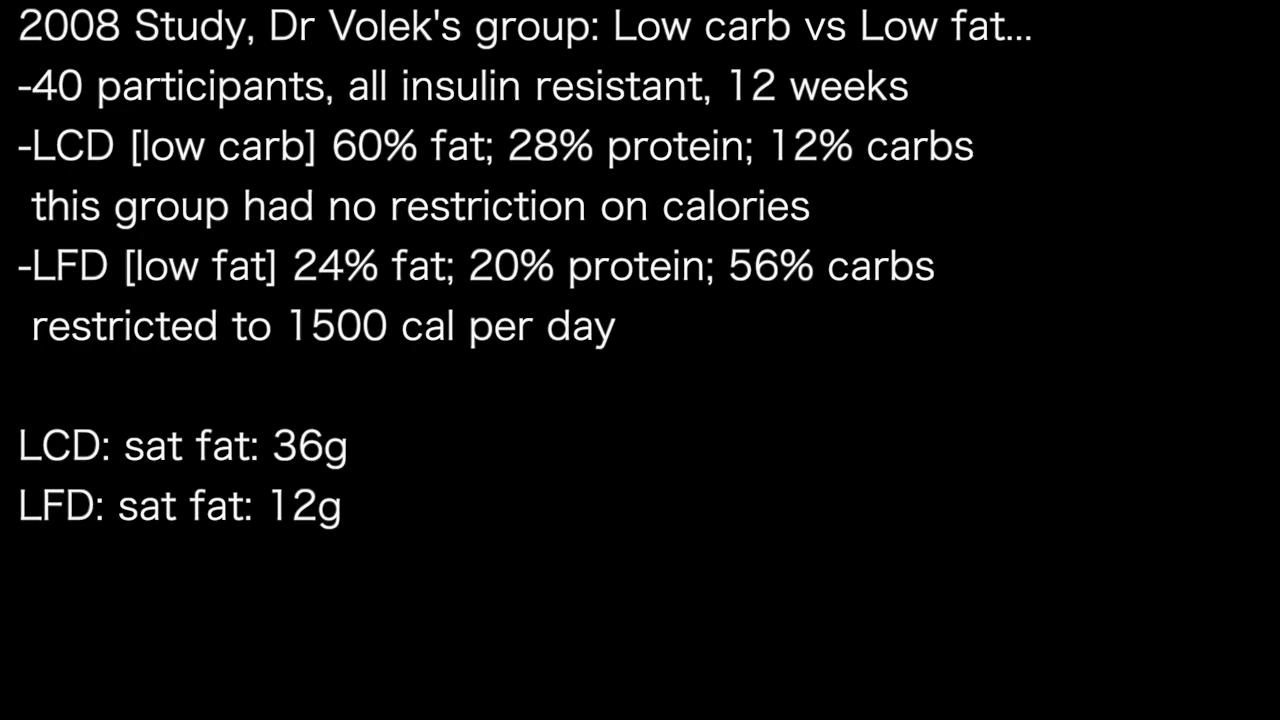 2008 Study, Dr Volek's group: Low carb vs Low fat...
-40 participants, all insulin resistant, 12 weeks
-LCD [low carb] 60% fat; 28% protein; 12% carbs
this group had no restriction on calories
-LFD [low fat] 24% fat; 20% protein; 56% carbs
restricted to 1500 cal per day
LCD: sat fat: 36g
LFD: sat fat: 12g